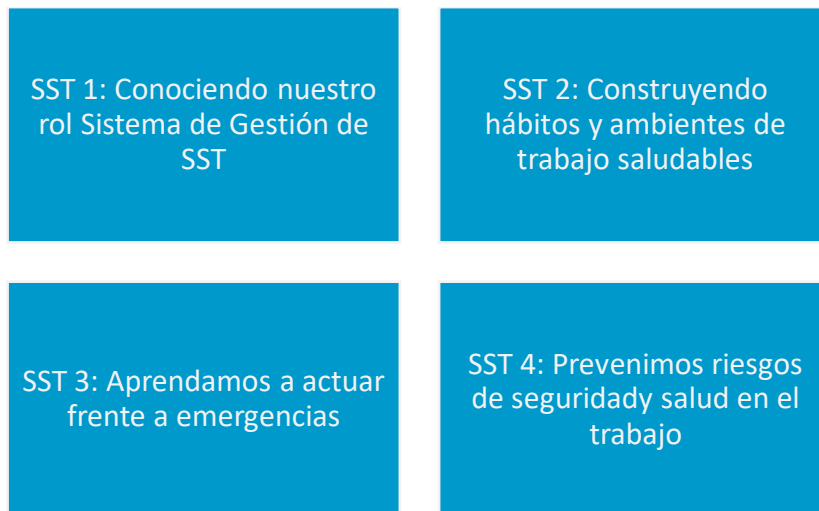 SST 1: Conociendo nuestro
rol Sistema de Gestión de
SST
SST 2: Construyendo
hábitos y ambientes de
trabajo saludables
SST 3: Aprendamos a actuar
frente a emergencias
SST 4: Prevenimos riesgos
de seguridady salud en el
trabajo